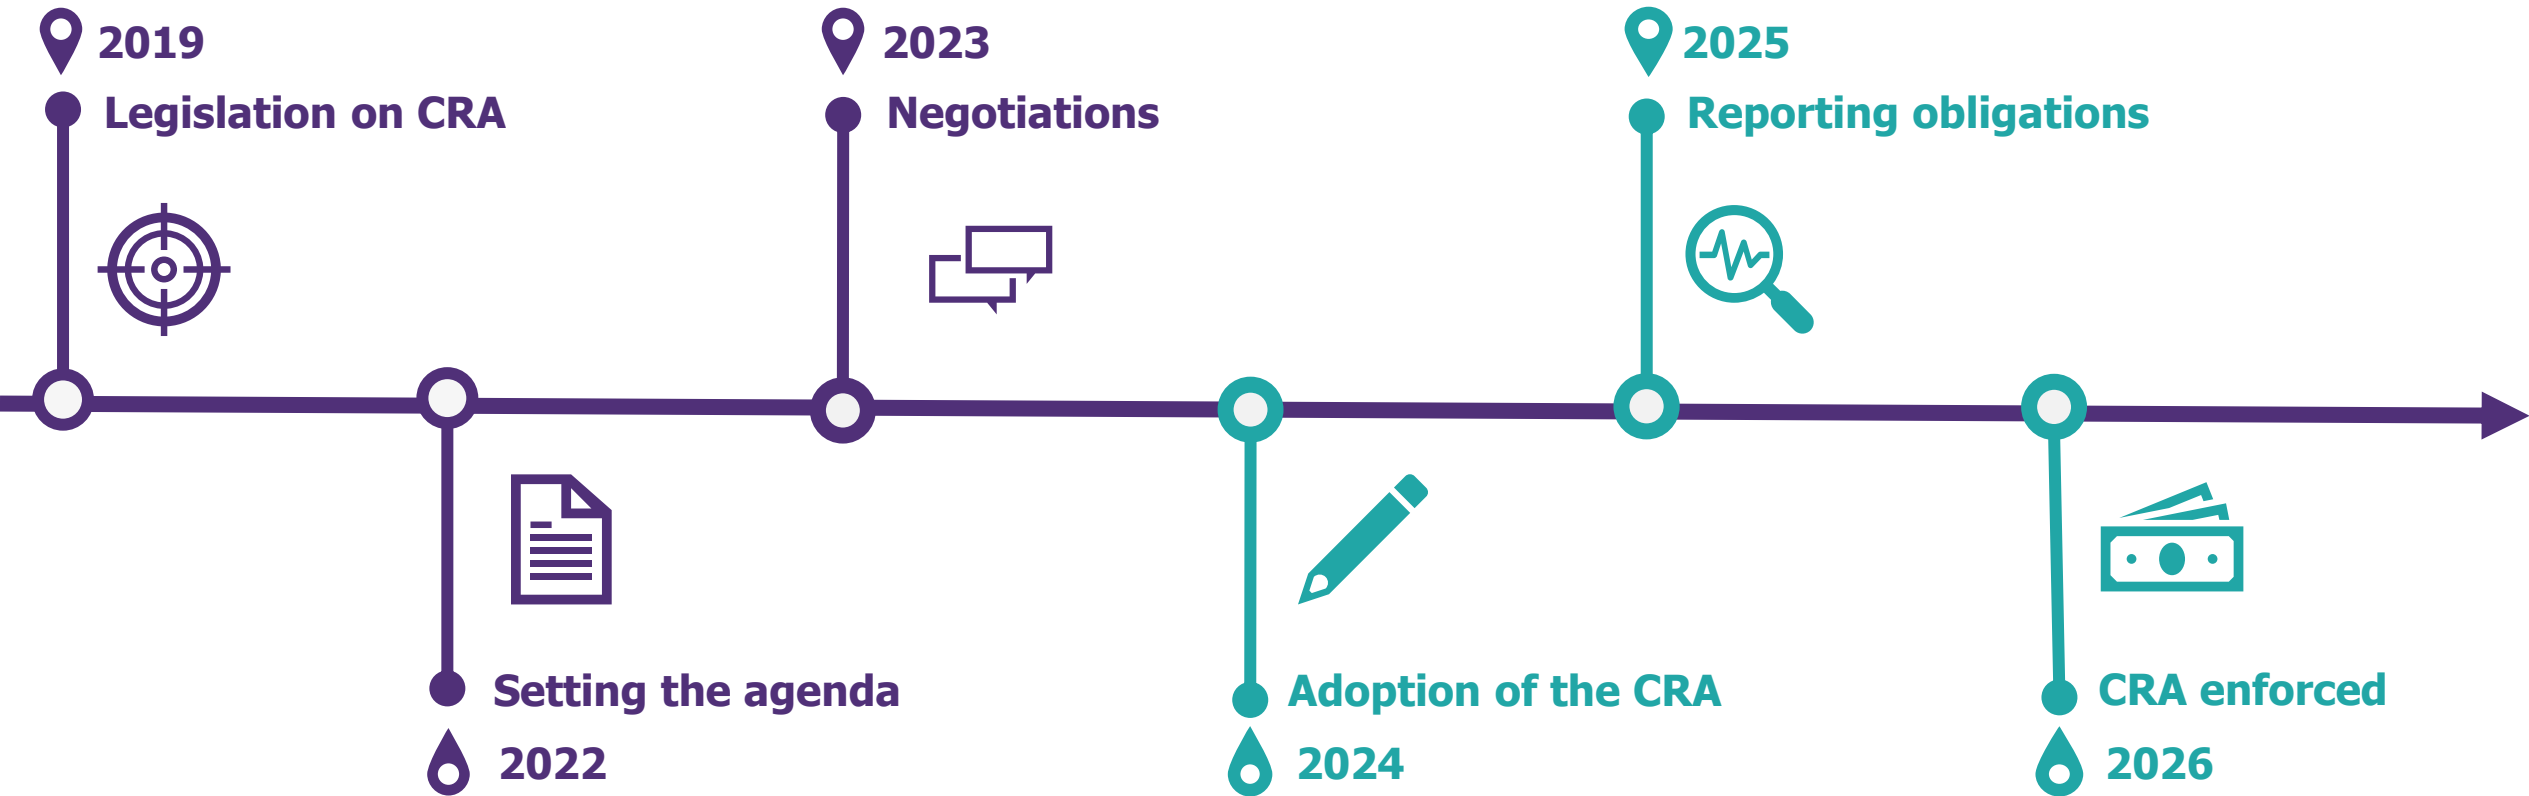 2019
Legislation on CRA
2023
Negotiations
2025
Reporting obligations
Setting the agenda
2022
Adoption of the CRA
2024
CRA enforced
2026